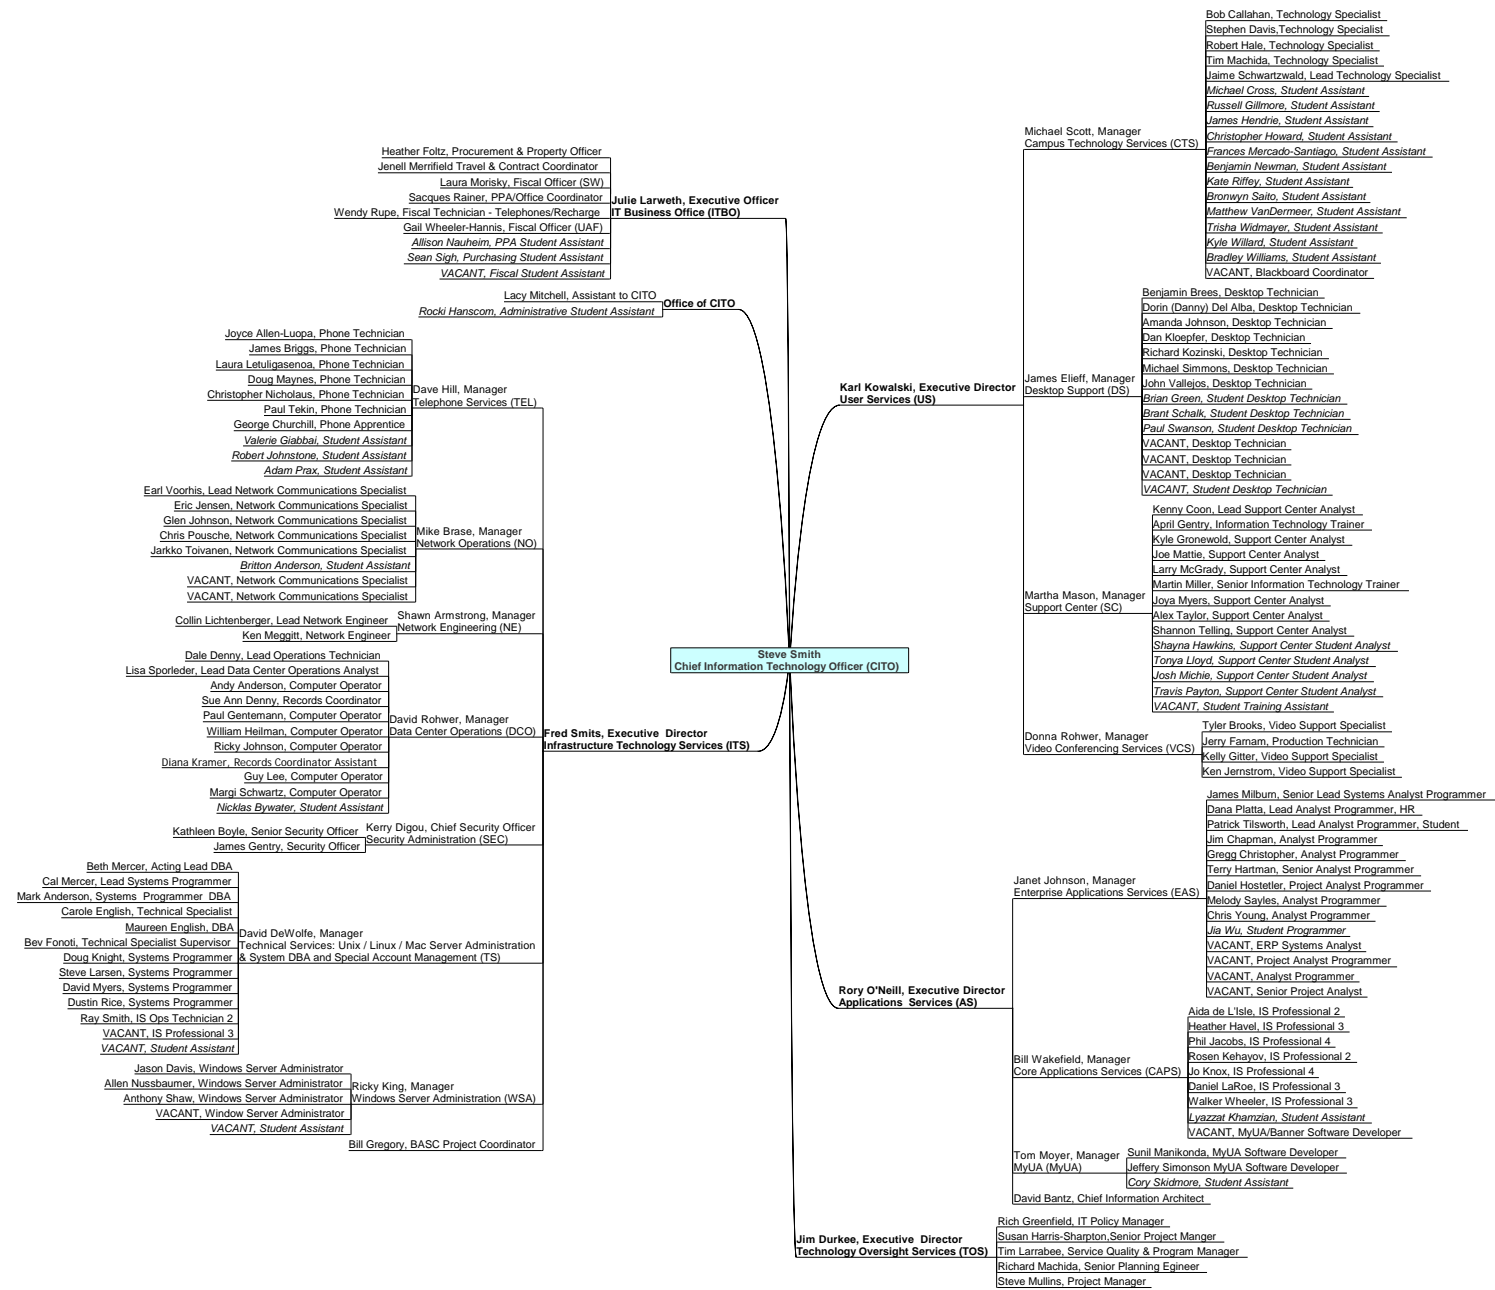 Steve Smith
Chief Information Technology Officer (CITO)
Julie Larweth, Executive Officer
IT Business Office (ITBO)
Heather Foltz, Procurement & Property Officer
Jenell Merrifield Travel & Contract Coordinator
Laura Morisky, Fiscal Officer (SW)
Sacques Rainer, PPA/Office Coordinator
Wendy Rupe, Fiscal Technician - Telephones/Recharge
Gail Wheeler-Hannis, Fiscal Officer (UAF)
Allison Nauheim, PPA Student Assistant
Sean Sigh, Purchasing Student Assistant
VACANT, Fiscal Student Assistant
Office of CITO
Lacy Mitchell, Assistant to CITO
Rocki Hanscom, Administrative Student Assistant
Fred Smits, Executive  Director
Infrastructure Technology Services (ITS)
Dave Hill, Manager
Telephone Services (TEL)
Joyce Allen-Luopa, Phone Technician
James Briggs, Phone Technician
Laura Letuligasenoa, Phone Technician
Doug Maynes, Phone Technician
Christopher Nicholaus, Phone Technician
Paul Tekin, Phone Technician
George Churchill, Phone Apprentice
Valerie Giabbai, Student Assistant
Robert Johnstone, Student Assistant
Adam Prax, Student Assistant
Mike Brase, Manager
Network Operations (NO)
Earl Voorhis, Lead Network Communications Specialist
Eric Jensen, Network Communications Specialist
Glen Johnson, Network Communications Specialist
Chris Pousche, Network Communications Specialist
Jarkko Toivanen, Network Communications Specialist
Britton Anderson, Student Assistant
VACANT, Network Communications Specialist
VACANT, Network Communications Specialist
Shawn Armstrong, Manager
Network Engineering (NE)
Collin Lichtenberger, Lead Network Engineer
Ken Meggitt, Network Engineer
David Rohwer, Manager
Data Center Operations (DCO)
Dale Denny, Lead Operations Technician
Lisa Sporleder, Lead Data Center Operations Analyst
Andy Anderson, Computer Operator
Sue Ann Denny, Records Coordinator
Paul Gentemann, Computer Operator
William Heilman, Computer Operator
Ricky Johnson, Computer Operator
Diana Kramer, Records Coordinator Assistant
Guy Lee, Computer Operator
Margi Schwartz, Computer Operator
Nicklas Bywater, Student Assistant
Kerry Digou, Chief Security Officer
Security Administration (SEC)
Kathleen Boyle, Senior Security Officer
James Gentry, Security Officer
David DeWolfe, Manager
Technical Services: Unix / Linux / Mac Server Administration
& System DBA and Special Account Management (TS)
Beth Mercer, Acting Lead DBA
Cal Mercer, Lead Systems Programmer
Mark Anderson, Systems  Programmer  DBA
Carole English, Technical Specialist
Maureen English, DBA
Bev Fonoti, Technical Specialist Supervisor
Doug Knight, Systems Programmer
Steve Larsen, Systems Programmer
David Myers, Systems Programmer
Dustin Rice, Systems Programmer
Ray Smith, IS Ops Technician 2
VACANT, IS Professional 3
VACANT, Student Assistant
Ricky King, Manager
Windows Server Administration (WSA)
Jason Davis, Windows Server Administrator
Allen Nussbaumer, Windows Server Administrator
Anthony Shaw, Windows Server Administrator
VACANT, Window Server Administrator
VACANT, Student Assistant
Bill Gregory, BASC Project Coordinator
Karl Kowalski, Executive Director
User Services (US)
Michael Scott, Manager
Campus Technology Services (CTS)
Bob Callahan, Technology Specialist
Stephen Davis,Technology Specialist
Robert Hale, Technology Specialist
Tim Machida, Technology Specialist
Jaime Schwartzwald, Lead Technology Specialist
Michael Cross, Student Assistant
Russell Gillmore, Student Assistant
James Hendrie, Student Assistant
Christopher Howard, Student Assistant
Frances Mercado-Santiago, Student Assistant
Benjamin Newman, Student Assistant
Kate Riffey, Student Assistant
Bronwyn Saito, Student Assistant
Matthew VanDermeer, Student Assistant
Trisha Widmayer, Student Assistant
Kyle Willard, Student Assistant
Bradley Williams, Student Assistant
VACANT, Blackboard Coordinator
James Elieff, Manager
Desktop Support (DS)
Benjamin Brees, Desktop Technician
Dorin (Danny) Del Alba, Desktop Technician
Amanda Johnson, Desktop Technician
Dan Kloepfer, Desktop Technician
Richard Kozinski, Desktop Technician
Michael Simmons, Desktop Technician
John Vallejos, Desktop Technician
Brian Green, Student Desktop Technician
Brant Schalk, Student Desktop Technician
Paul Swanson, Student Desktop Technician
VACANT, Desktop Technician
VACANT, Desktop Technician
VACANT, Desktop Technician
VACANT, Student Desktop Technician
Martha Mason, Manager
Support Center (SC)
Kenny Coon, Lead Support Center Analyst
April Gentry, Information Technology Trainer
Kyle Gronewold, Support Center Analyst
Joe Mattie, Support Center Analyst
Larry McGrady, Support Center Analyst
Martin Miller, Senior Information Technology Trainer
Joya Myers, Support Center Analyst
Alex Taylor, Support Center Analyst
Shannon Telling, Support Center Analyst
Shayna Hawkins, Support Center Student Analyst
Tonya Lloyd, Support Center Student Analyst
Josh Michie, Support Center Student Analyst
Travis Payton, Support Center Student Analyst
VACANT, Student Training Assistant
Donna Rohwer, Manager
Video Conferencing Services (VCS)
Tyler Brooks, Video Support Specialist
Jerry Farnam, Production Technician
Kelly Gitter, Video Support Specialist
Ken Jernstrom, Video Support Specialist
Rory O'Neill, Executive Director
Applications  Services (AS)
Janet Johnson, Manager
Enterprise Applications Services (EAS)
James Milburn, Senior Lead Systems Analyst Programmer
Dana Platta, Lead Analyst Programmer, HR
Patrick Tilsworth, Lead Analyst Programmer, Student
Jim Chapman, Analyst Programmer
Gregg Christopher, Analyst Programmer
Terry Hartman, Senior Analyst Programmer
Daniel Hostetler, Project Analyst Programmer
Melody Sayles, Analyst Programmer
Chris Young, Analyst Programmer
Jia Wu, Student Programmer
VACANT, ERP Systems Analyst
VACANT, Project Analyst Programmer
VACANT, Analyst Programmer
VACANT, Senior Project Analyst
Bill Wakefield, Manager
Core Applications Services (CAPS)
Aida de L'Isle, IS Professional 2
Heather Havel, IS Professional 3
Phil Jacobs, IS Professional 4
Rosen Kehayov, IS Professional 2
Jo Knox, IS Professional 4
Daniel LaRoe, IS Professional 3
Walker Wheeler, IS Professional 3
Lyazzat Khamzian, Student Assistant
VACANT, MyUA/Banner Software Developer
Tom Moyer, Manager
MyUA (MyUA)
Sunil Manikonda, MyUA Software Developer
Jeffery Simonson MyUA Software Developer
Cory Skidmore, Student Assistant
David Bantz, Chief Information Architect
Jim Durkee, Executive  Director
Technology Oversight Services (TOS)
Rich Greenfield, IT Policy Manager
Susan Harris-Sharpton,Senior Project Manger
Tim Larrabee, Service Quality & Program Manager
Richard Machida, Senior Planning Egineer
Steve Mullins, Project Manager